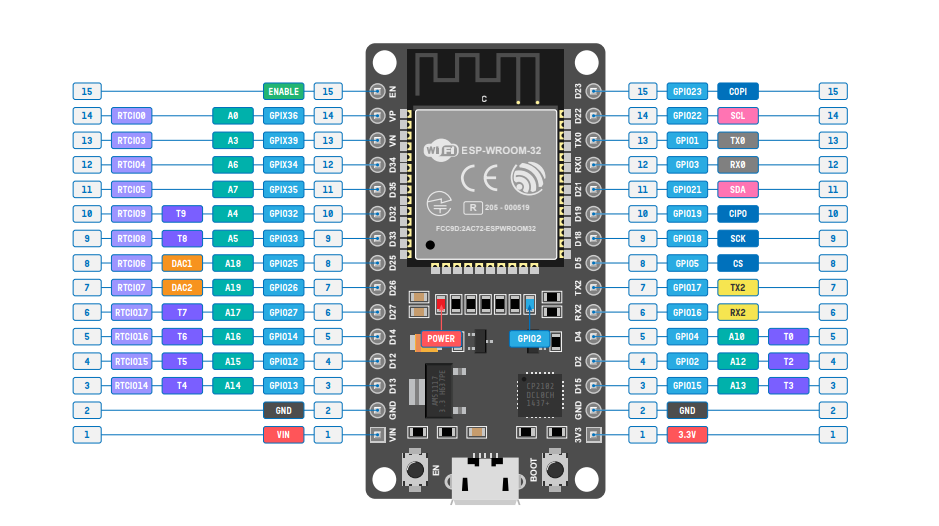 15 ENABLE 15 EN D23 15 GPIO23 COPI 15
14 RTCIO0 A0 GPIX36 14 VP D22 14 GPIO22 SCL 14
13 RTCIO3 A3 GPIX39 13 VN TX0 13 GPIO1 TX0 13
12 RTCIO4 A6 GPIX34 12 D34 RX0 12 GPIO3 RX0 12
11 RTCIO5 A7 GPIX35 11 D35 D21 11 GPIO21 SDA 11
10 RTCIO9 T9 A4 GPIO32 10 D32 D19 10 GPIO19 CIPO 10
9 RTCIO8 T8 A5 GPIO33 9 D33 D18 9 GPIO18 SCK 9
8 RTCIO6 DAC1 A18 GPIO25 8 D25 D5 8 GPIO5 CS 8
7 RTCIO7 DAC2 A19 GPIO26 7 D26 TX2 7 GPIO17 TX2 7
6 RTCIO17 T7 A17 GPIO27 6 D27 RX2 6 GPIO16 RX2 6
5 RTCIO16 T6 A16 GPIO14 5 D14 D4 5 GPIO4 A10 T0 5
4 RTCIO15 T5 A15 GPIO12 4 D12 D2 4 GPIO2 A12 T2 4
3 RTCIO14 T4 A14 GPIO13 3 D13 D15 3 GPIO15 A13 T3 3
2 GND 2 GND GND 2 GND 2
1 VIN 1 VIN 3V3 1 3.3V 1
C
WiFi ESP-WROOM-32
CE
R 205 - 000519
FCC9D:2AC72-ESPWROOM32
POWER GPIO2
AMS1117
3.3 H637PE
CP2102
DCL0CH
1437+
EN BOOT